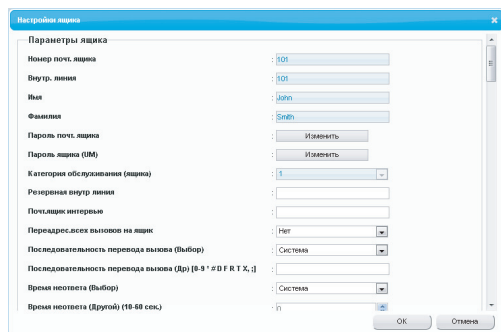 Настройки ящика
Параметры ящика
Номер почт. ящика : 101
Внутр. линия : 101
Имя : John
Фамилия : Smith
Пароль почт. ящика : Изменить
Пароль ящика (UM) : Изменить
Категория обслуживания (ящика) : 1
Резервная внутр линия :
Почт.ящик интервью :
Переадрес.всех вызовов на ящик : Нет
Последовательность перевода вызова (Выбор) : Система
Последовательность перевода вызова (Др) [0-9 * # D F R T X, ;] :
Время неответа (Выбор) : Система
Время неответа (Другой) (10-60 сек.) : 0
OK Отмена